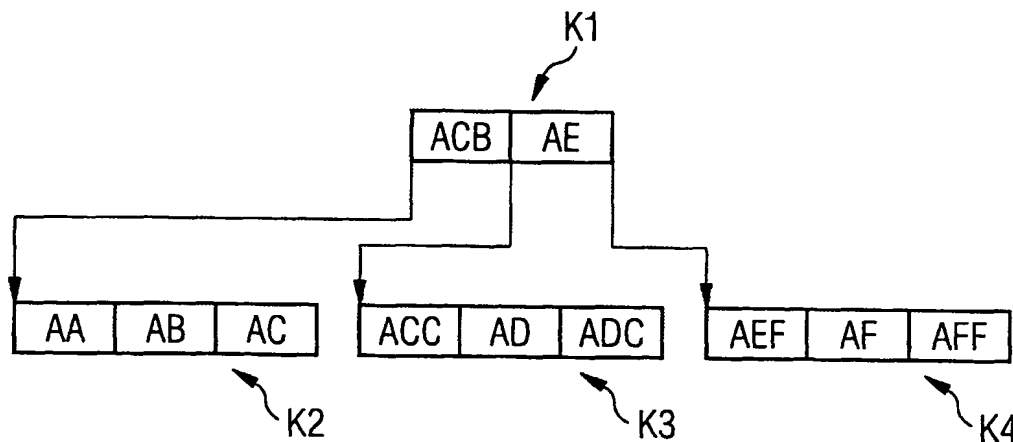 K1
ACB AE
AA AB AC ACC AD ADC AEF AF AFF
K2 K3 K4